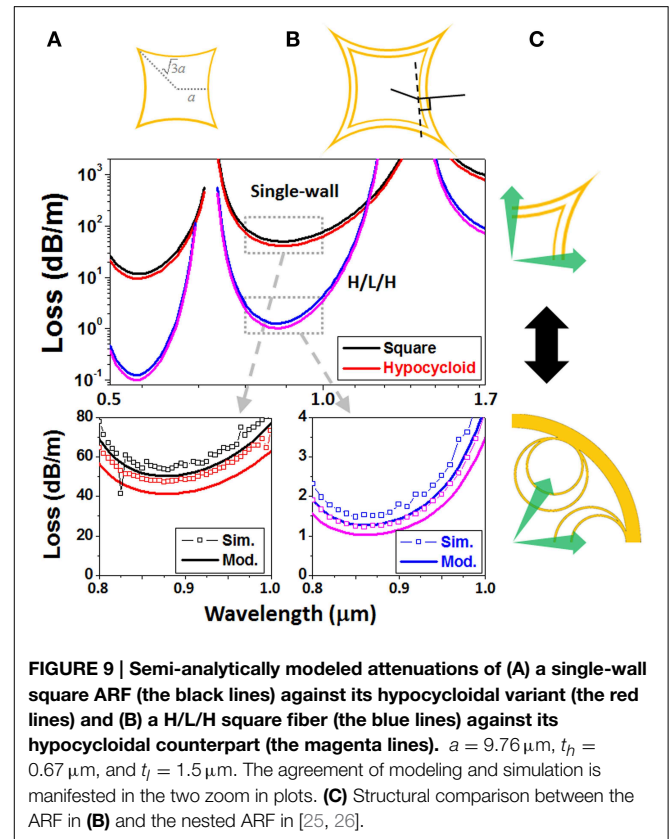 A
B
C
√3a
a
Loss (dB/m)
10³
10²
10¹
10⁰
10⁻¹
Single-wall
H/L/H
Square
Hypocycloid
0.5
1.0
1.7
Loss (dB/m)
80
60
40
20
0
Sim.
Mod.
0.8
0.9
1.0
4
3
2
1
0
Sim.
Mod.
0.8
0.9
1.0
Wavelength (μm)
FIGURE 9 | Semi-analytically modeled attenuations of (A) a single-wall
square ARF (the black lines) against its hypocycloidal variant (the red
lines) and (B) a H/L/H square fiber (the blue lines) against its
hypocycloidal counterpart (the magenta lines). a = 9.76 μm, tₕ =
0.67 μm, and tₗ = 1.5 μm. The agreement of modeling and simulation is
manifested in the two zoom in plots. (C) Structural comparison between
the ARF in (B) and the nested ARF in [25, 26].